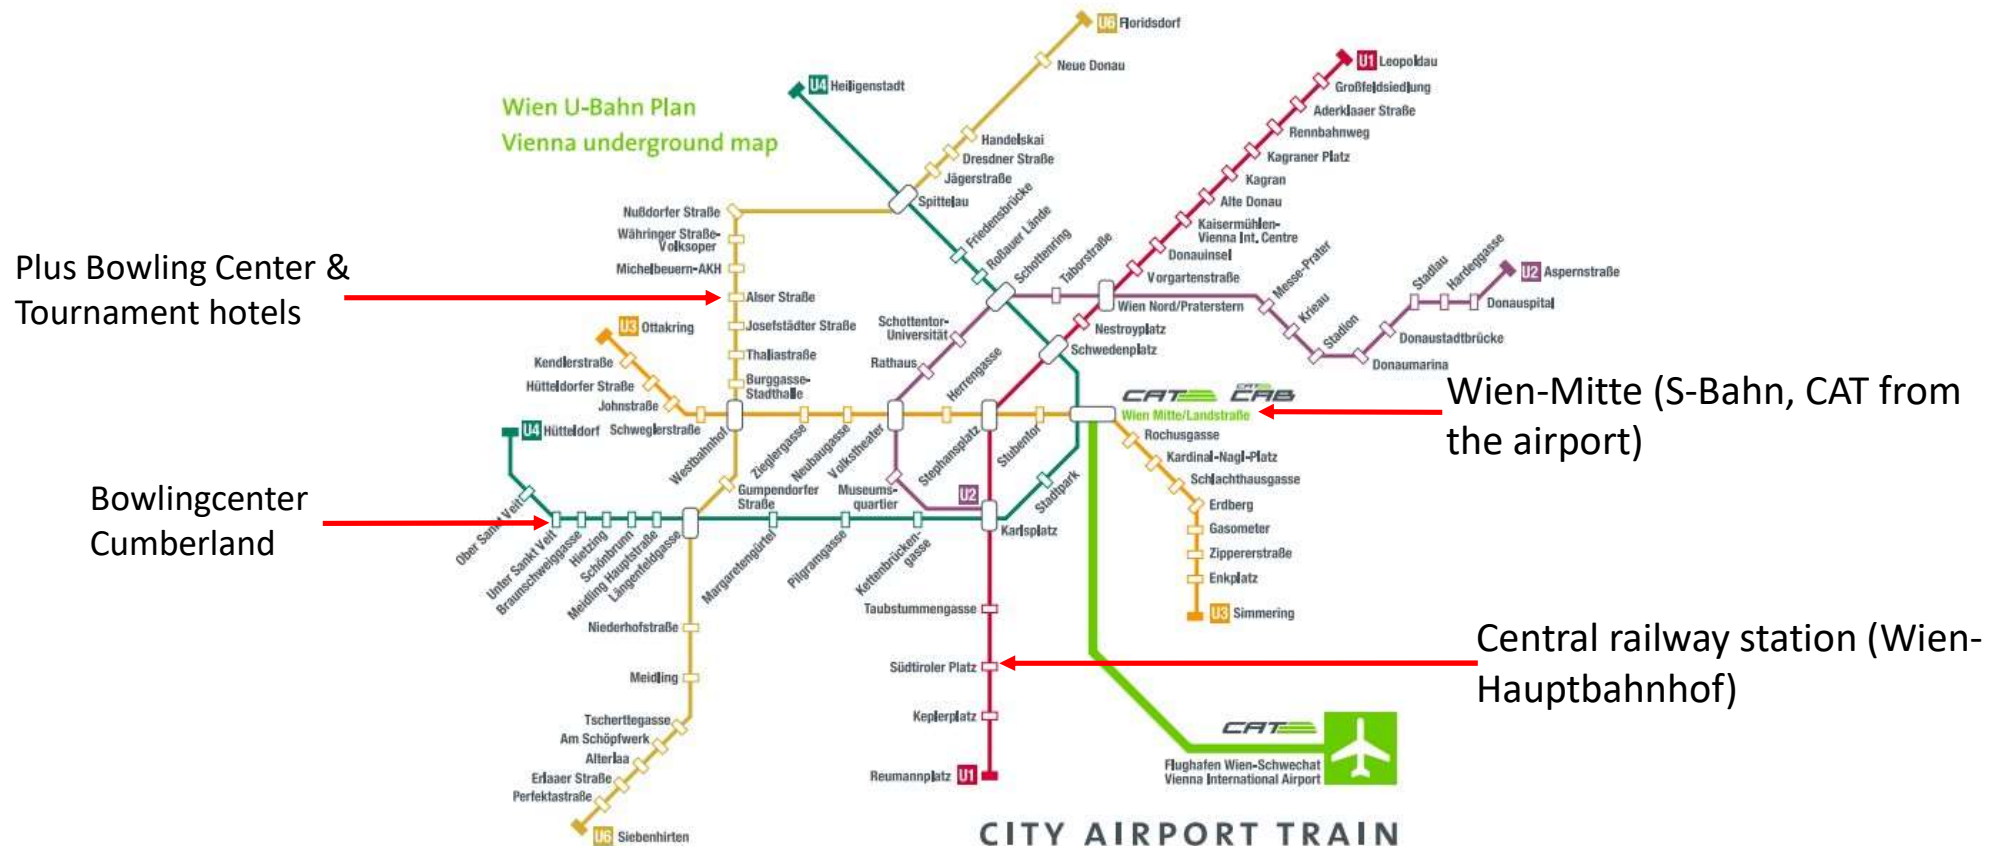 Wien U-Bahn Plan
Vienna underground map
Plus Bowling Center &
Tournament hotels
Bowlingcenter
Cumberland
Wien-Mitte (S-Bahn, CAT from
the airport)
Central railway station (Wien-
Hauptbahnhof)
U6 Floridsdorf
Neue Donau
Handelskai
Dresdner Straße
Jägerstraße
Spittelau
Nußdorfer Straße
Währinger Straße-
Volksoper
Michelbeuern-AKH
Alser Straße
Josefstädter Straße
Thaliastraße
Burggasse-
Stadthalle
Westbahnhof
Gumpendorfer
Straße
Längenfeldgasse
Niederhofstraße
Meidling
Tscherttegasse
Am Schöpfwerk
Alterlaa
Erlaaer Straße
Perfektastraße
U6 Siebenhirten
U4 Heiligenstadt
Friedensbrücke
Roßauer Lände
Schottenring
Schwedenplatz
CAT CAT CAB
Wien Mitte/Landstraße
Stadtpark
Karlsplatz
Kettenbrücken-
gasse
Pilgramgasse
Margaretengürtel
Meidling Hauptstraße
Schönbrunn
Hietzing
Braunschweiggasse
Unter Sankt Veit
Ober Sankt Veit
U4 Hütteldorf
U1 Leopoldau
Großfeldsiedlung
Aderklaaer Straße
Rennbahnweg
Kagraner Platz
Kagran
Alte Donau
Kaisermühlen-
Vienna Int. Centre
Donauinsel
Vorgartenstraße
Wien Nord/Praterstern
Nestroyplatz
Stephansplatz
Taubstummengasse
Südtiroler Platz
Keplerplatz
Reumannplatz U1
U2 Aspernstraße
Donauspital
Hardeggasse
Stadlau
Donaustadtbrücke
Donaumarina
Stadion
Krieau
Messe-Prater
Taborstraße
Schottentor-
Universität
Rathaus
Volkstheater
Museums-
quartier
U2
U3 Ottakring
Kendlerstraße
Hütteldorfer Straße
Johnstraße
Schweglerstraße
Zieglergasse
Neubaugasse
Herrengasse
Stubentor
Rochusgasse
Kardinal-Nagl-Platz
Schlachthausgasse
Erdberg
Gasometer
Zippererstraße
Enkplatz
U3 Simmering
CAT
Flughafen Wien-Schwechat
Vienna International Airport
CITY AIRPORT TRAIN